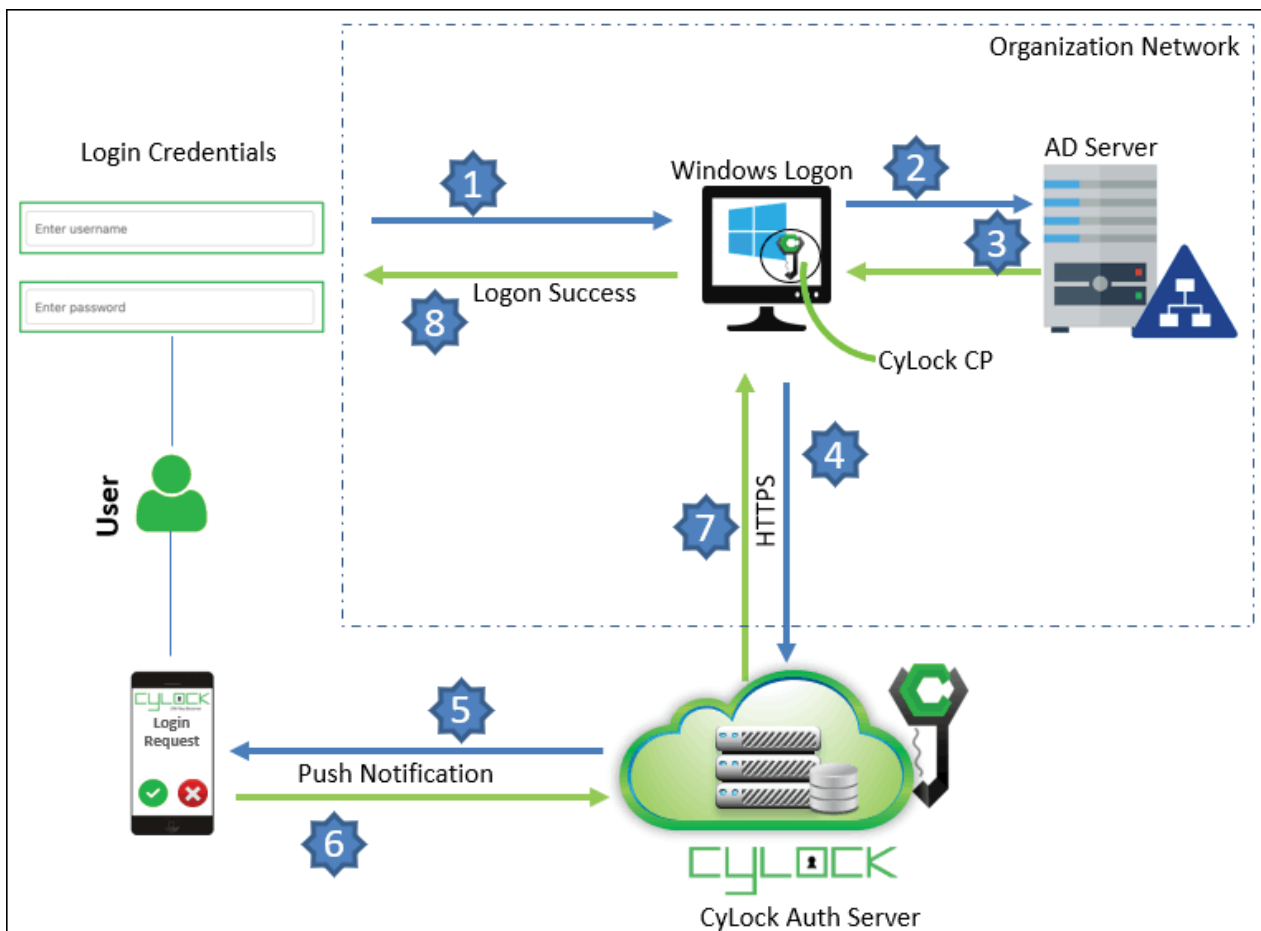 Organization Network
Login Credentials
Windows Logon
AD Server
1
2
3
Enter username
Enter password
Logon Success
8
CyLock CP
4
HTTPS
7
User
CYLOCK
Login
Request
5
Push Notification
6
CYLOCK
CyLock Auth Server